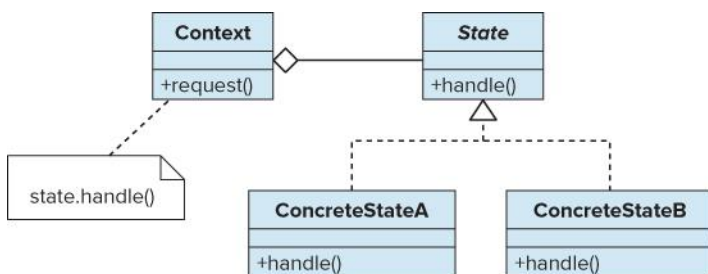 Context
State
+request()
+handle()
state.handle()
ConcreteStateA
ConcreteStateB
+handle()
+handle()